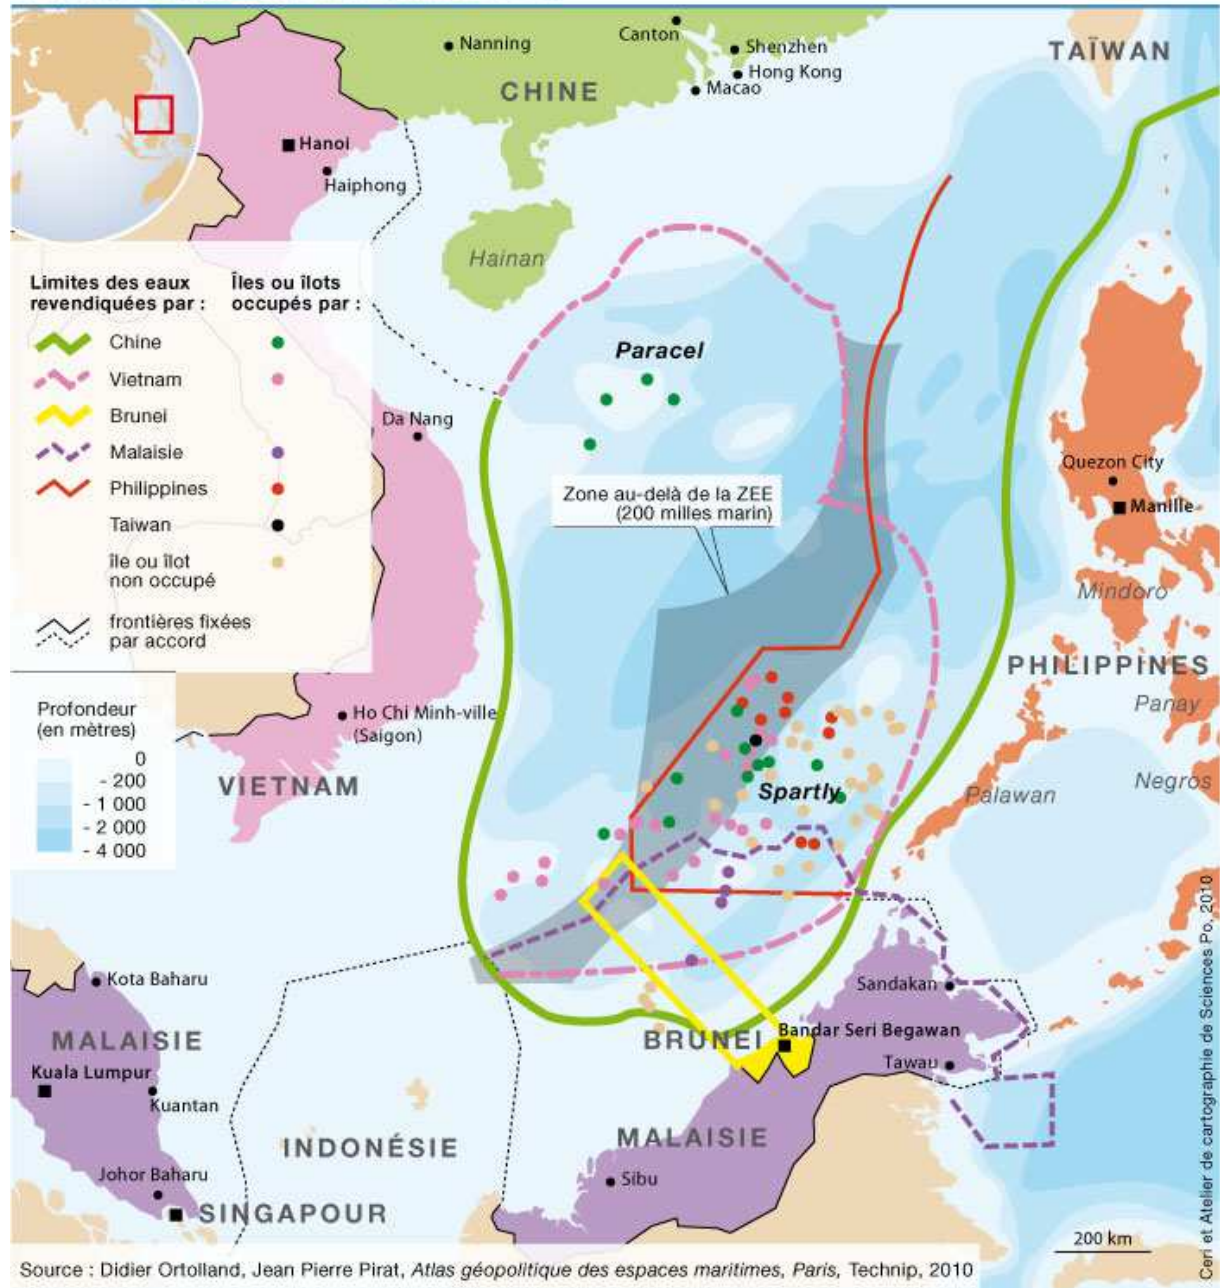 TAÏWAN
Canton
Nanning
Shenzhen
Hong Kong
CHINE
Macao
Hanoi
Haiphong
Hainan
Limites des eaux
revendiquées par :
Îles ou îlots
occupés par :
Chine
Vietnam
Brunei
Malaisie
Philippines
Taiwan
île ou îlot
non occupé
frontières fixées
par accord
Paracel
Da Nang
Zone au-delà de la ZEE
(200 milles marin)
Quezon City
Manille
Mindoro
PHILIPPINES
Panay
Negros
Palawan
Profondeur
(en mètres)
0
- 200
- 1 000
- 2 000
- 4 000
Ho Chi Minh-ville
(Saigon)
VIETNAM
Spartly
Kota Baharu
MALAISIE
Kuala Lumpur
Kuantan
Johor Baharu
SINGAPOUR
INDONÉSIE
BRUNEI
Bandar Seri Begawan
Sandakan
Tawau
MALAISIE
Sibu
200 km
Ceri et Atelier de cartographie de Sciences Po, 2010
Source : Didier Ortolland, Jean Pierre Pirat, Atlas géopolitique des espaces maritimes, Paris, Technip, 2010